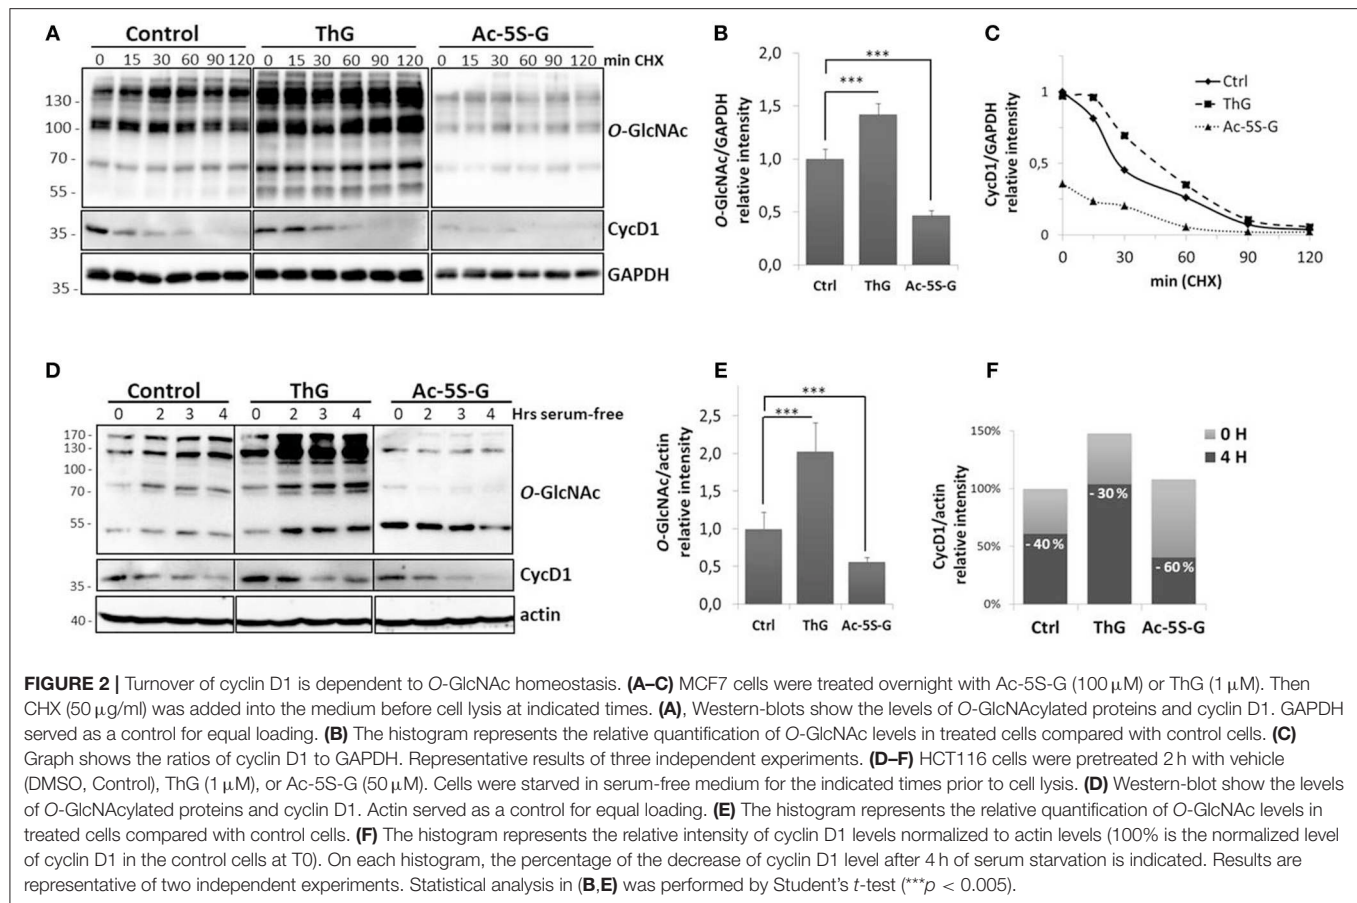 A
Control ThG Ac-5S-G
0 15 30 60 90 120 0 15 30 60 90 120 0 15 30 60 90 120 min CHX
130 -
100 -
70 -
55 -
O-GlcNAc
35 -
CycD1
35 -
GAPDH
B
2,0
1,5
1,0
0,5
0,0
O-GlcNAc/GAPDH
relative intensity
***
***
Ctrl ThG Ac-5S-G
C
CycD1/GAPDH
relative intensity
1
0,5
0
Ctrl
ThG
Ac-5S-G
0 30 60 90 120
min (CHX)
D
Control ThG Ac-5S-G
0 2 3 4 0 2 3 4 0 2 3 4 Hrs serum-free
170 -
130 -
100 -
70 -
55 -
O-GlcNAc
35 -
CycD1
40 -
actin
E
2,5
2,0
1,5
1,0
0,5
0,0
O-GlcNAc/actin
relative intensity
***
***
Ctrl ThG Ac-5S-G
F
CycD1/actin
relative intensity
150%
100%
50%
0%
0 H
4 H
- 40 %
- 30 %
- 60 %
Ctrl ThG Ac-5S-G
FIGURE 2 | Turnover of cyclin D1 is dependent to O-GlcNAc homeostasis. (A–C) MCF7 cells were treated overnight with Ac-5S-G (100 μM) or ThG (1 μM). Then
CHX (50 μg/ml) was added into the medium before cell lysis at indicated times. (A), Western-blots show the levels of O-GlcNAcylated proteins and cyclin D1. GAPDH
served as a control for equal loading. (B) The histogram represents the relative quantification of O-GlcNAc levels in treated cells compared with control cells. (C)
Graph shows the ratios of cyclin D1 to GAPDH. Representative results of three independent experiments. (D–F) HCT116 cells were pretreated 2 h with vehicle
(DMSO, Control), ThG (1 μM), or Ac-5S-G (50 μM). Cells were starved in serum-free medium for the indicated times prior to cell lysis. (D) Western-blot show the levels
of O-GlcNAcylated proteins and cyclin D1. Actin served as a control for equal loading. (E) The histogram represents the relative quantification of O-GlcNAc levels in
treated cells compared with control cells. (F) The histogram represents the relative intensity of cyclin D1 levels normalized to actin levels (100% is the normalized level
of cyclin D1 in the control cells at T0). On each histogram, the percentage of the decrease of cyclin D1 level after 4 h of serum starvation is indicated. Results are
representative of two independent experiments. Statistical analysis in (B,E) was performed by Student's t-test (***p < 0.005).